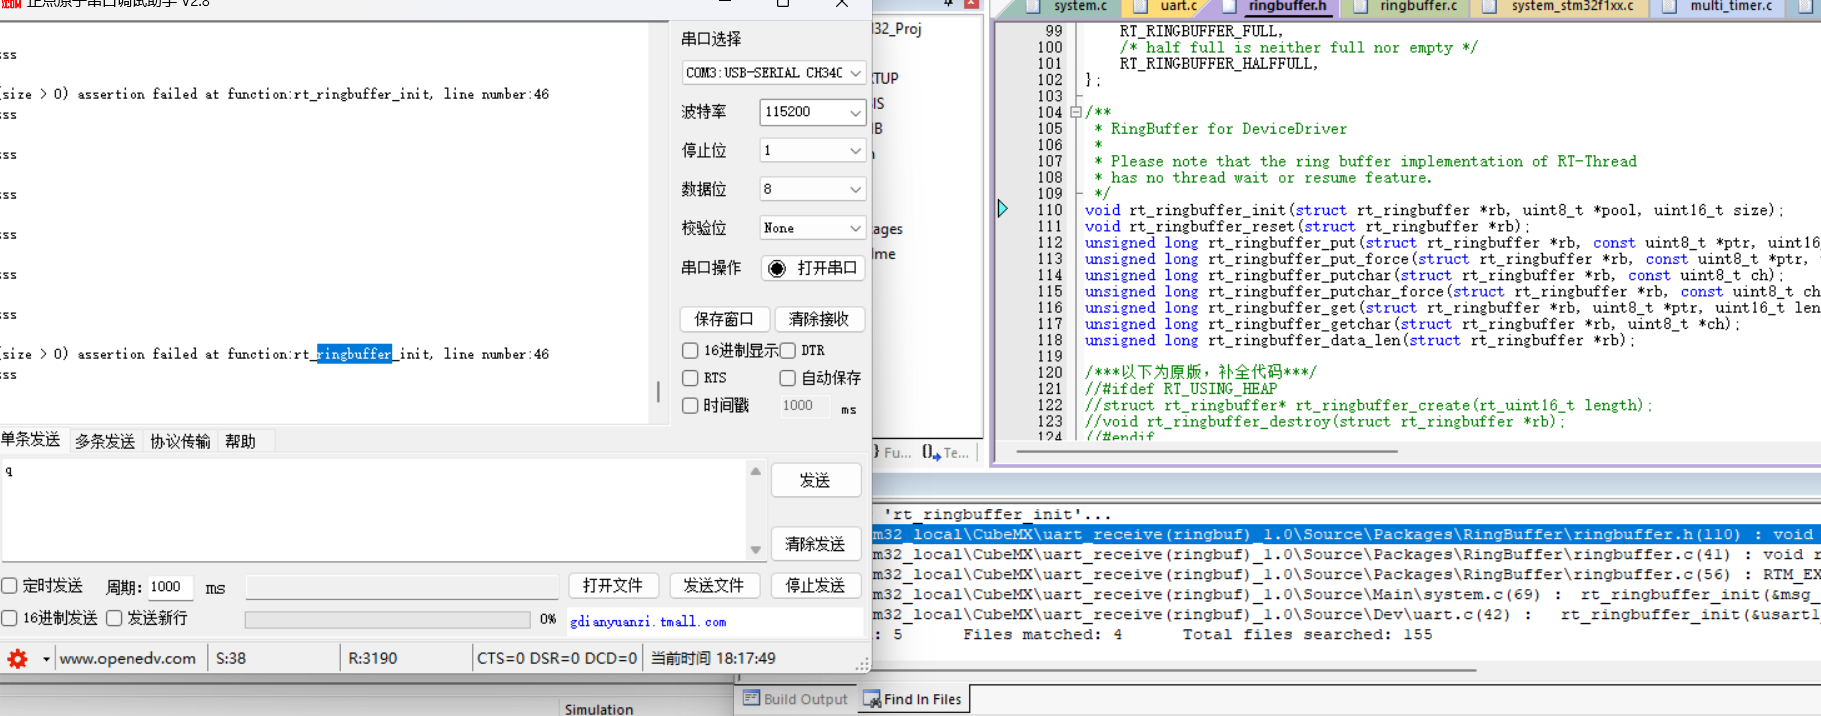 正点原子串口调试助手 V2.8
sss
(size > 0) assertion failed at function:rt_ringbuffer_init, line number:46
sss
sss
sss
sss
sss
sss
(size > 0) assertion failed at function:rt_ringbuffer_init, line number:46
sss
串口选择
COM3:USB-SERIAL CH34
波特率 115200
停止位 1
数据位 8
校验位 None
串口操作 打开串口
保存窗口 清除接收
16进制显示 DTR
RTS 自动保存
时间戳 1000 ms
单条发送 多条发送 协议传输 帮助
q
发送
清除发送
定时发送 周期: 1000 ms 打开文件 发送文件 停止发送
16进制发送 发送新行 0% gdianyuanzi.tmall.com
www.openedv.com S:38 R:3190 CTS=0 DSR=0 DCD=0 当前时间 18:17:49
32_Proj
TUP
IS
B
ages
me
Fu... Te...
system.c uart.c ringbuffer.h ringbuffer.c system_stm32f1xx.c multi_timer.c
99 RT_RINGBUFFER_FULL,
100 /* half full is neither full nor empty */
101 RT_RINGBUFFER_HALFFULL,
102 };
103
104 /**
105 * RingBuffer for DeviceDriver
106 *
107 * Please note that the ring buffer implementation of RT-Thread
108 * has no thread wait or resume feature.
109 */
110 void rt_ringbuffer_init(struct rt_ringbuffer *rb, uint8_t *pool, uint16_t size);
111 void rt_ringbuffer_reset(struct rt_ringbuffer *rb);
112 unsigned long rt_ringbuffer_put(struct rt_ringbuffer *rb, const uint8_t *ptr, uint16
113 unsigned long rt_ringbuffer_put_force(struct rt_ringbuffer *rb, const uint8_t *ptr,
114 unsigned long rt_ringbuffer_putchar(struct rt_ringbuffer *rb, const uint8_t ch);
115 unsigned long rt_ringbuffer_putchar_force(struct rt_ringbuffer *rb, const uint8_t ch
116 unsigned long rt_ringbuffer_get(struct rt_ringbuffer *rb, uint8_t *ptr, uint16_t len
117 unsigned long rt_ringbuffer_getchar(struct rt_ringbuffer *rb, uint8_t *ch);
118 unsigned long rt_ringbuffer_data_len(struct rt_ringbuffer *rb);
119
120 /***以下为原版，补全代码***/
121 //#ifdef RT_USING_HEAP
122 //struct rt_ringbuffer* rt_ringbuffer_create(rt_uint16_t length);
123 //void rt_ringbuffer_destroy(struct rt_ringbuffer *rb);
124 //#endif
'rt_ringbuffer_init'...
m32_local\CubeMX\uart_receive(ringbuf)_1.0\Source\Packages\RingBuffer\ringbuffer.h(110) : void
m32_local\CubeMX\uart_receive(ringbuf)_1.0\Source\Packages\RingBuffer\ringbuffer.c(41) : void r
m32_local\CubeMX\uart_receive(ringbuf)_1.0\Source\Packages\RingBuffer\ringbuffer.c(56) : RTM_EX
m32_local\CubeMX\uart_receive(ringbuf)_1.0\Source\Main\system.c(69) : rt_ringbuffer_init(&msg_
m32_local\CubeMX\uart_receive(ringbuf)_1.0\Source\Dev\uart.c(42) : rt_ringbuffer_init(&usart1
: 5 Files matched: 4 Total files searched: 155
Build Output Find In Files
Simulation